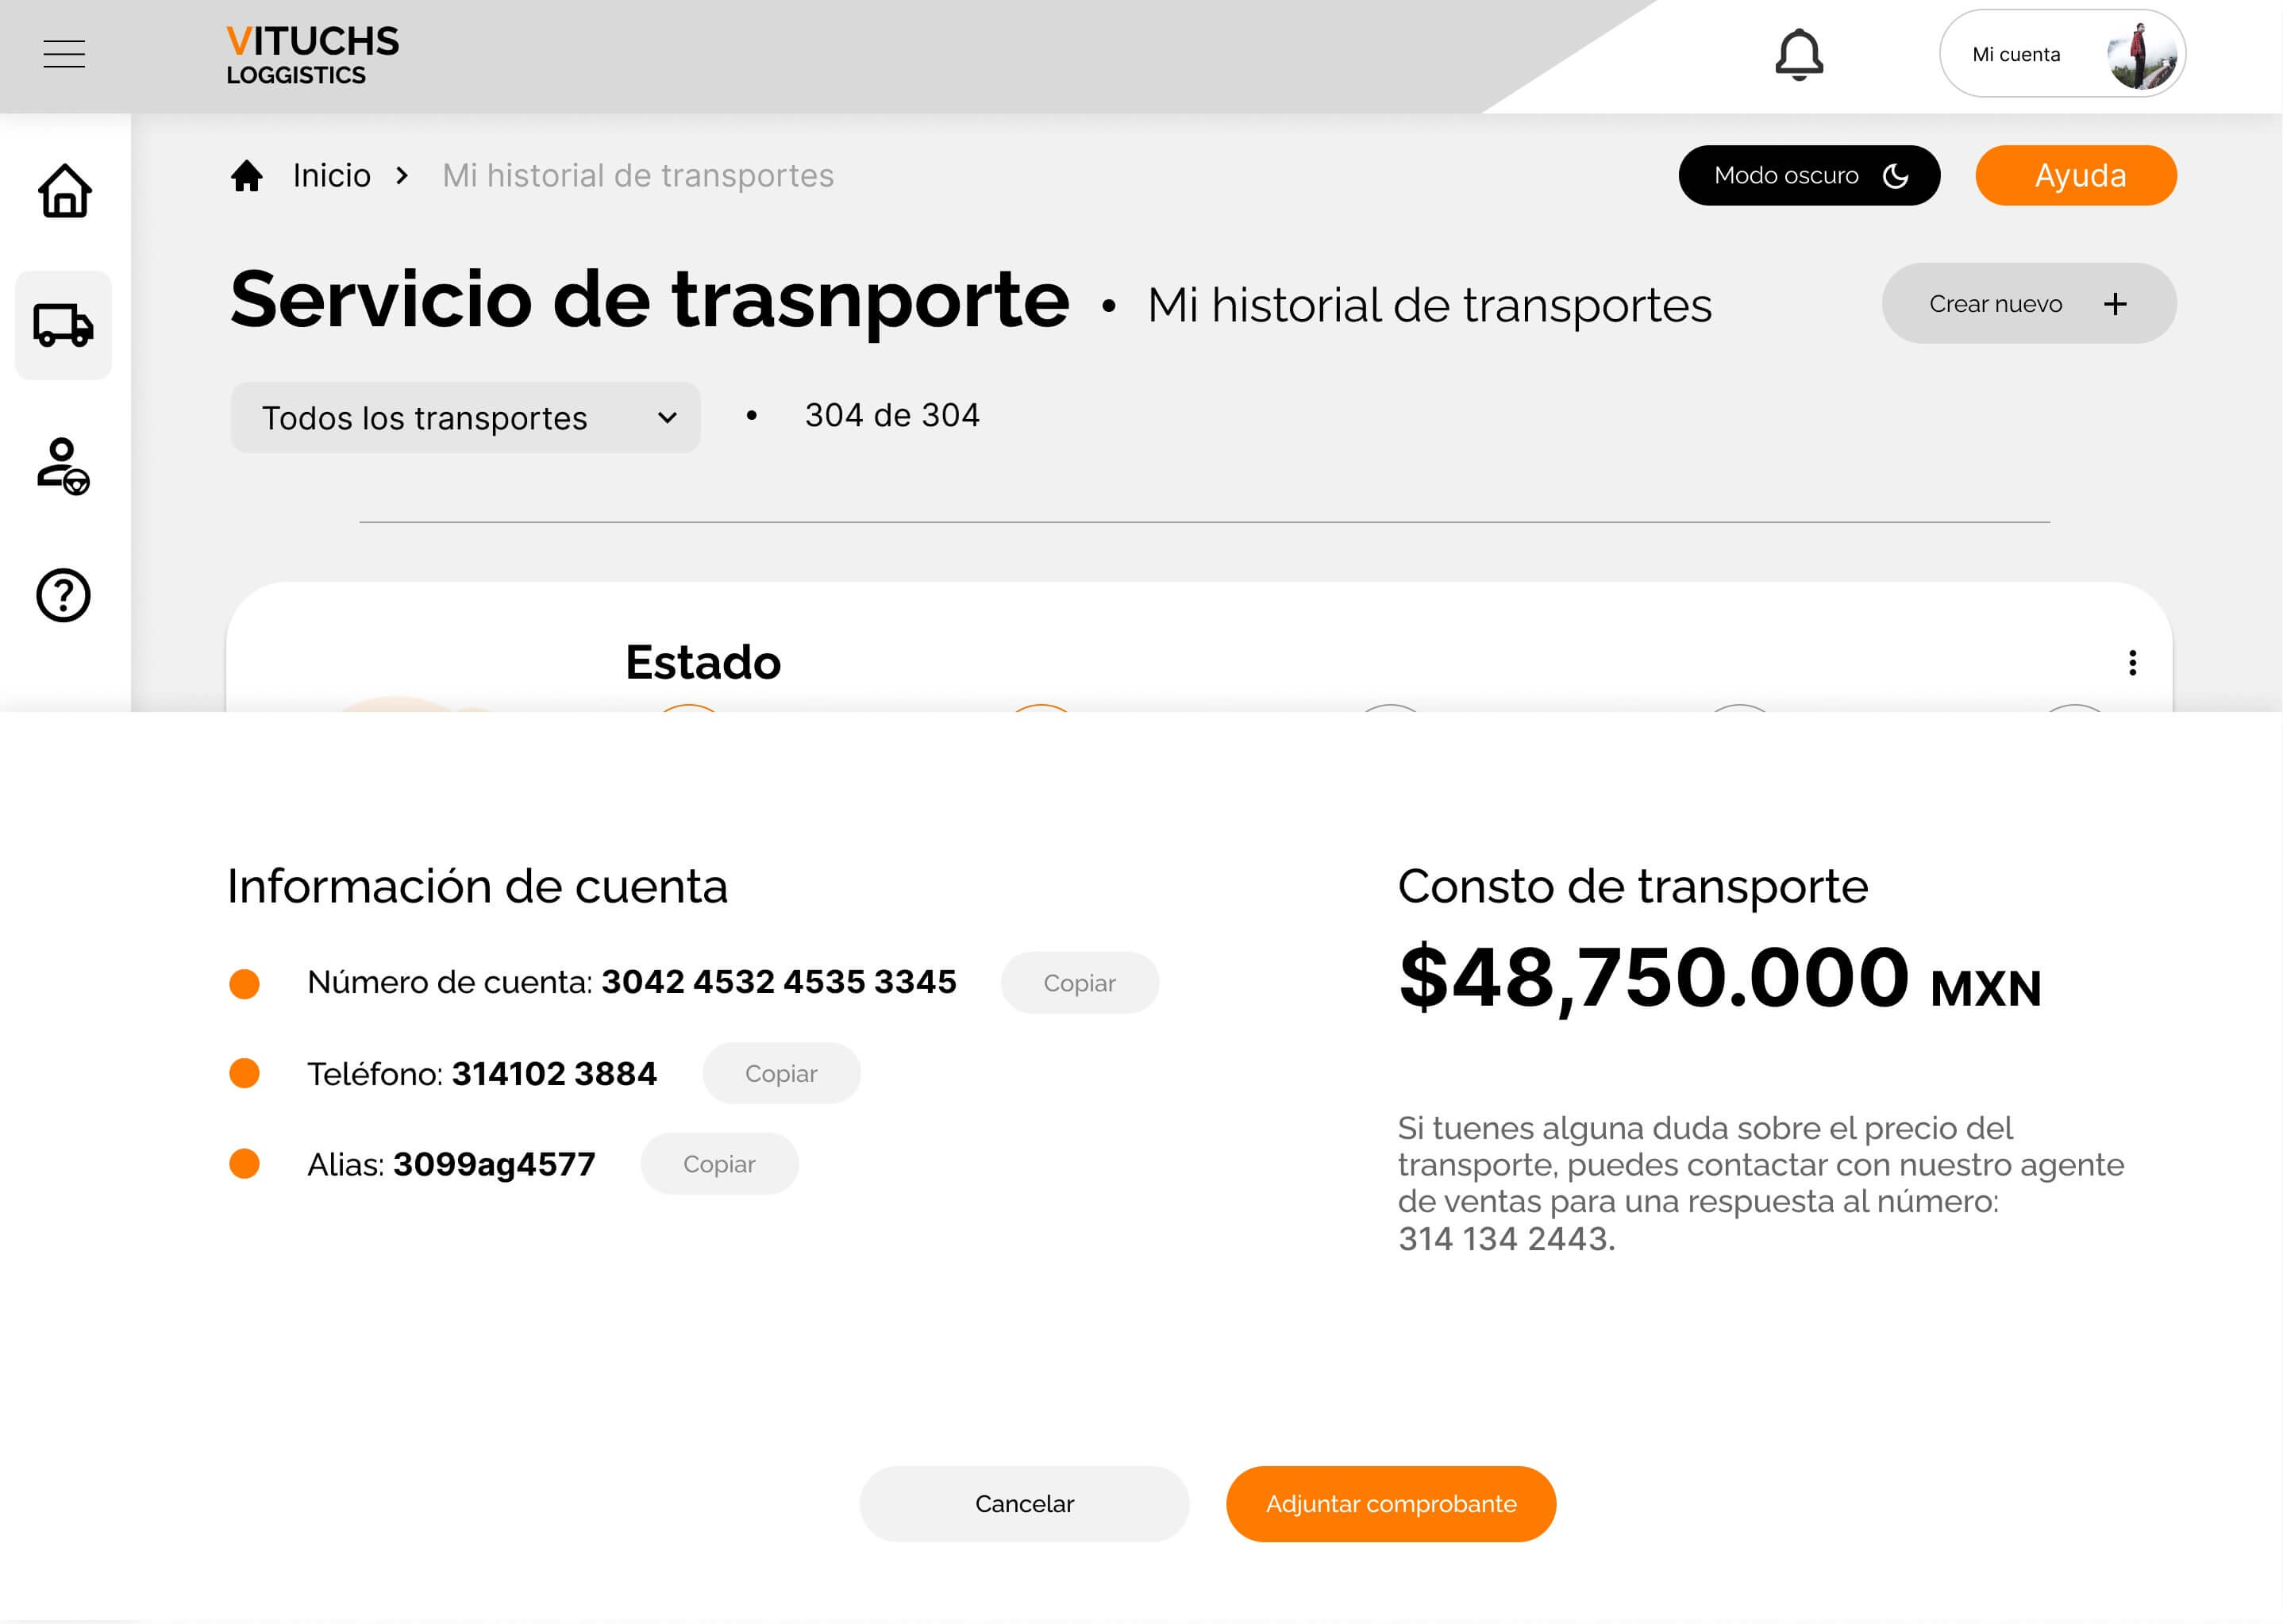 VITUCHS
LOGGISTICS
Mi cuenta
Inicio > Mi historial de transportes
Modo oscuro
Ayuda
Servicio de trasnporte • Mi historial de transportes
Crear nuevo +
Todos los transportes • 304 de 304
Estado
Información de cuenta
Número de cuenta: 3042 4532 4535 3345 Copiar
Teléfono: 314102 3884 Copiar
Alias: 3099ag4577 Copiar
Consto de transporte
$48,750.000 MXN
Si tuenes alguna duda sobre el precio del
transporte, puedes contactar con nuestro agente
de ventas para una respuesta al número:
314 134 2443.
Cancelar
Adjuntar comprobante